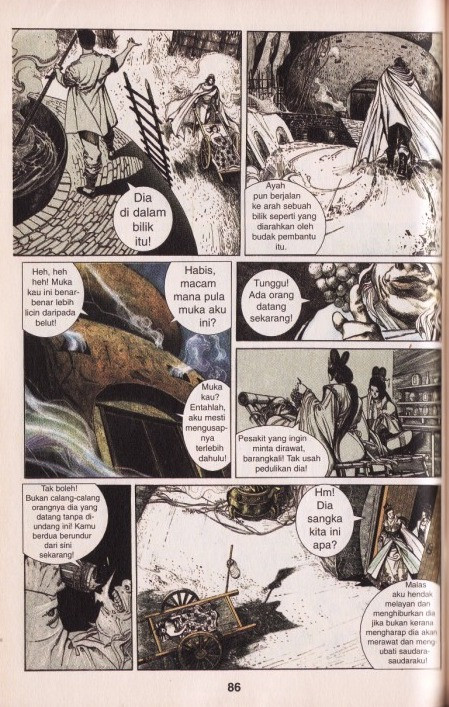 Dia
di dalam
bilik
itu!
Ayah
pun berjalan
ke arah sebuah
bilik seperti yang
diarahkan oleh
budak pembantu
itu.
Heh, heh
heh! Muka
kau ini benar-
benar lebih
licin daripada
belut!
Habis,
macam
mana pula
muka aku
ini?
Muka
kau?
Entahlah,
aku mesti
mengusap-
nya
terlebih
dahulu!
Tunggu!
Ada orang
datang
sekarang!
Pesakit yang ingin
minta dirawat,
barangkali! Tak usah
pedulikan dia!
Tak boleh!
Bukan calang-calang
orangnya dia yang
datang tanpa di-
undang ini! Kamu
berdua berundur
dari sini
sekarang!
Hm!
Dia
sangka
kita ini
apa?
Malas
aku hendak
melayan dan
menghiburkan dia
jika bukan kerana
mengharap dia akan
merawat dan meng-
ubati saudara-
saudaraku!
86